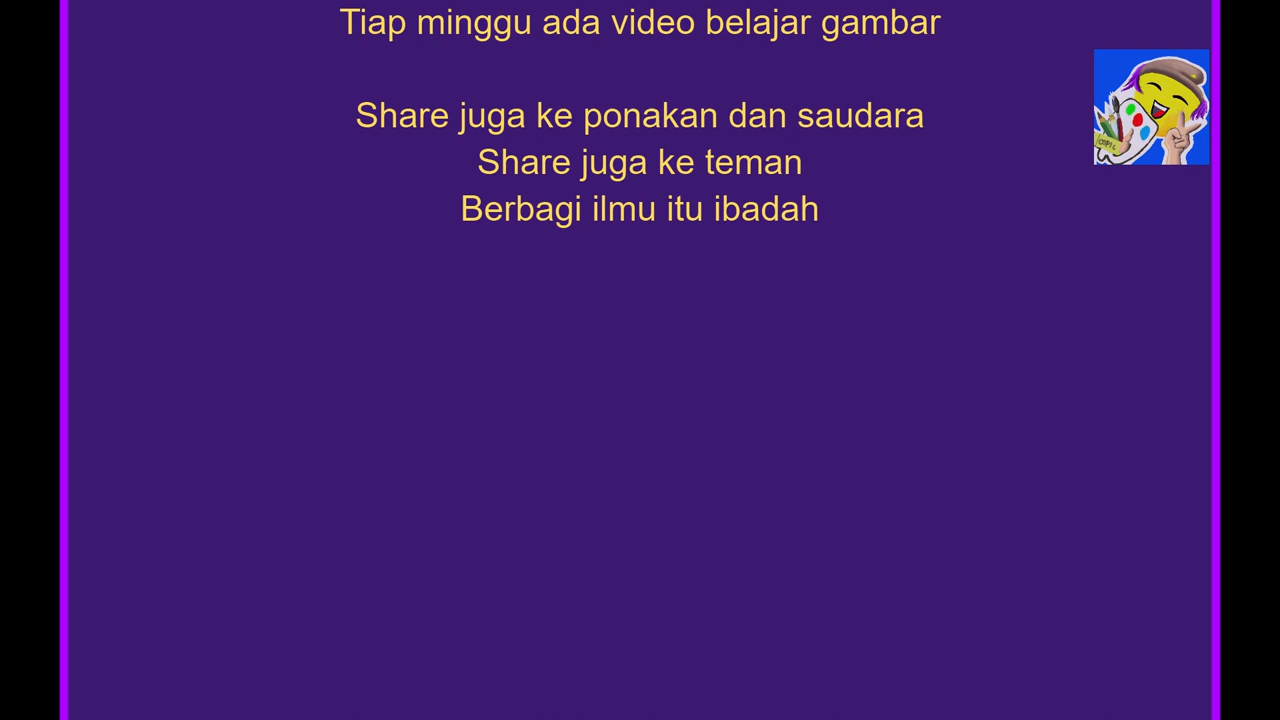 Tiap minggu ada video belajar gambar
Share juga ke ponakan dan saudara
Share juga ke teman
Berbagi ilmu itu ibadah